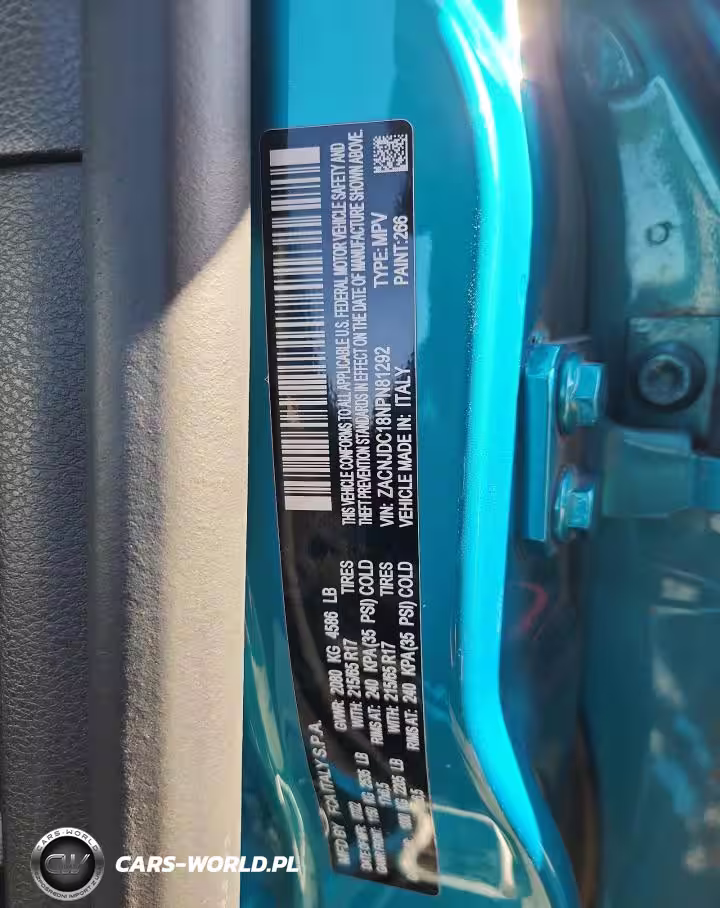 MFD BY FCA ITALY S.P.A.
GVWR: 2080 KG 4586 LB
WITH: 215/65 R17 TIRES
RIMS AT: 240 KPA(35 PSI) COLD
WITH: 215/65 R17 TIRES
RIMS AT: 240 KPA(35 PSI) COLD
THIS VEHICLE CONFORMS TO ALL APPLICABLE U.S. FEDERAL MOTOR VEHICLE SAFETY AND
THEFT PREVENTION STANDARDS IN EFFECT ON THE DATE OF MANUFACTURE SHOWN ABOVE.
VIN: ZACNJDC18NPN81292 TYPE: MPV
VEHICLE MADE IN: ITALY PAINT: 266
CW
CARS-WORLD.PL